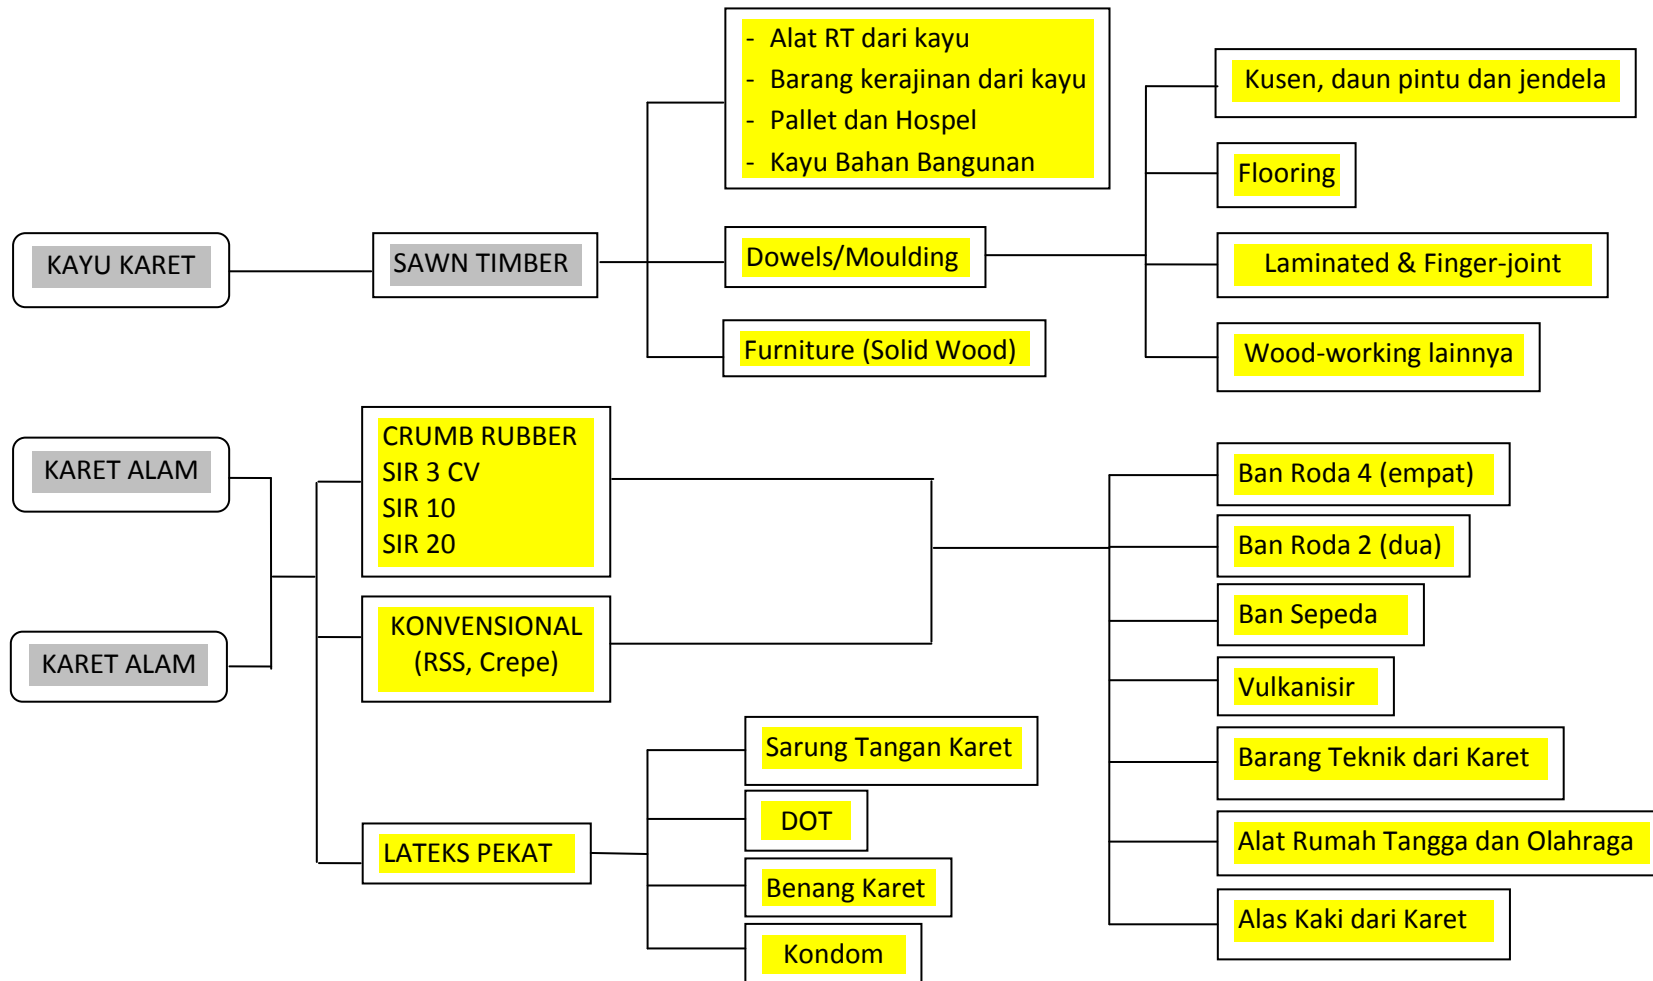 - Alat RT dari kayu
- Barang kerajinan dari kayu
- Pallet dan Hospel
- Kayu Bahan Bangunan
Kusen, daun pintu dan jendela
Flooring
KAYU KARET
SAWN TIMBER
Dowels/Moulding
Laminated & Finger-joint
Furniture (Solid Wood)
Wood-working lainnya
KARET ALAM
CRUMB RUBBER
SIR 3 CV
SIR 10
SIR 20
Ban Roda 4 (empat)
Ban Roda 2 (dua)
KARET ALAM
KONVENSIONAL
(RSS, Crepe)
Ban Sepeda
Vulkanisir
Sarung Tangan Karet
Barang Teknik dari Karet
DOT
LATEKS PEKAT
Alat Rumah Tangga dan Olahraga
Benang Karet
Alas Kaki dari Karet
Kondom